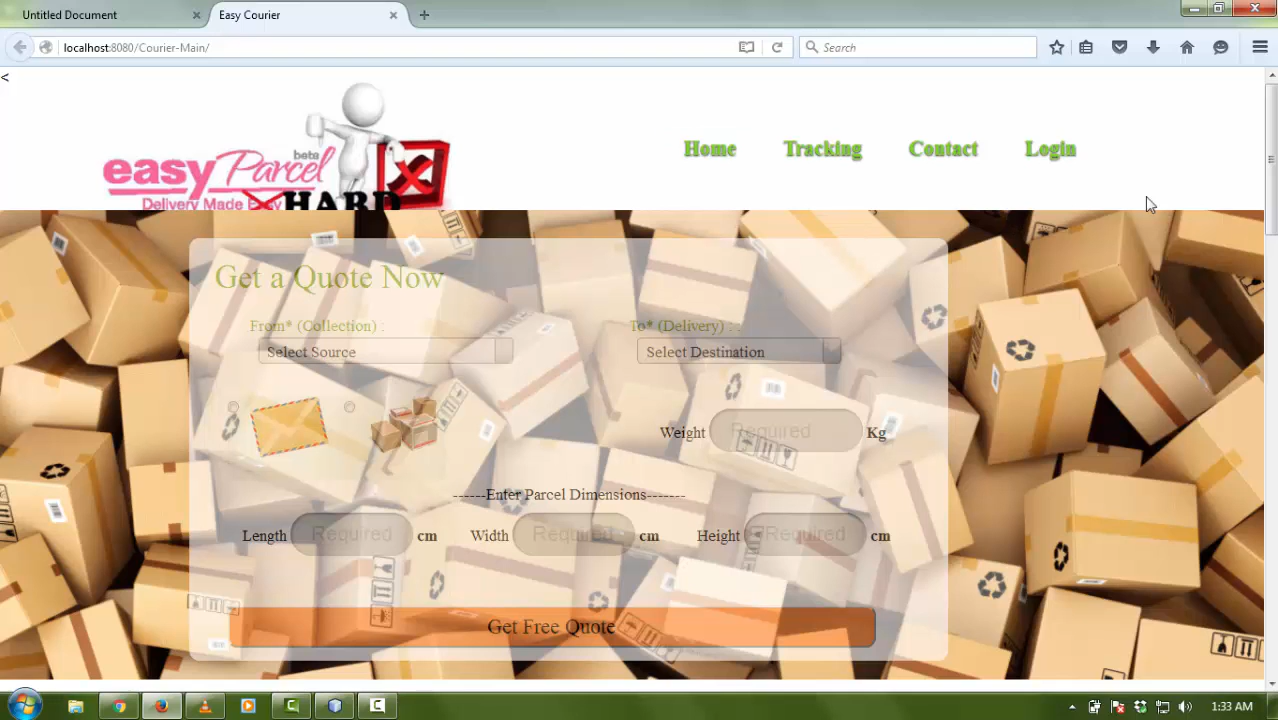 Untitled Document
Easy Courier
localhost:8080/Courier-Main/
Search
<
easy Parcel beta
Delivery Made Easy HARD
Home Tracking Contact Login
Get a Quote Now
From* (Collection) :
To* (Delivery) : :
Select Source
Select Destination
Weight Required Kg
------Enter Parcel Dimensions-------
Length Required cm Width Required cm Height Required cm
Get Free Quote
1:33 AM